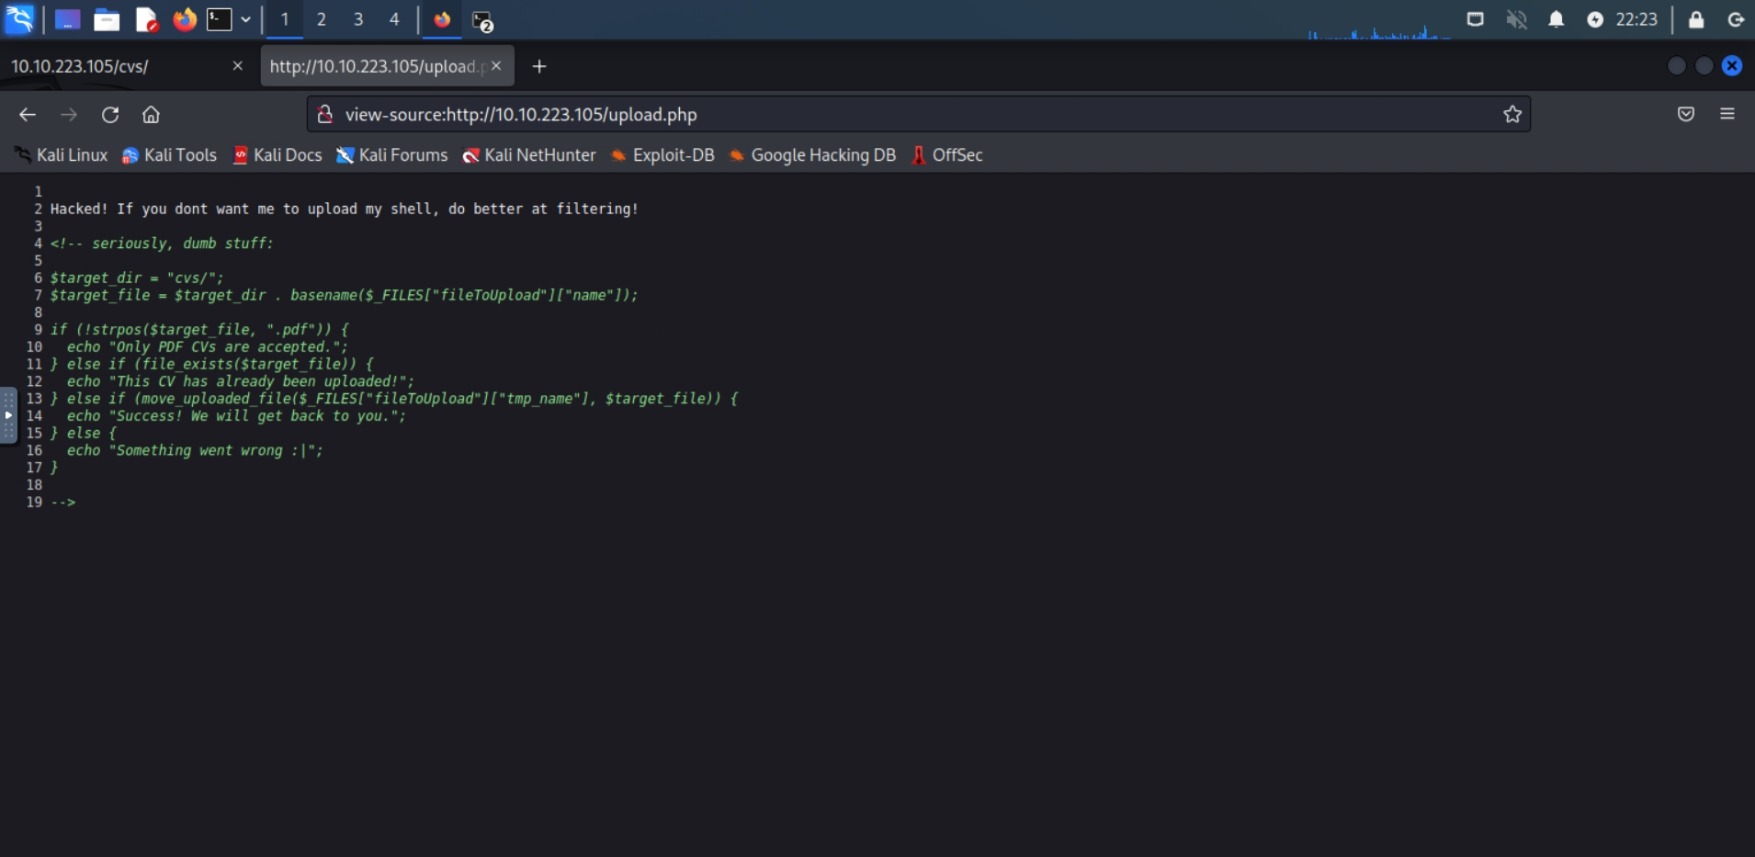 1 2 3 4 2 22:23
10.10.223.105/cvs/ × http://10.10.223.105/upload.p × +
view-source:http://10.10.223.105/upload.php
Kali Linux Kali Tools Kali Docs Kali Forums Kali NetHunter Exploit-DB Google Hacking DB OffSec
1
2 Hacked! If you dont want me to upload my shell, do better at filtering!
3
4 <!-- seriously, dumb stuff:
5
6 $target_dir = "cvs/";
7 $target_file = $target_dir . basename($_FILES["fileToUpload"]["name"]);
8
9 if (!strpos($target_file, ".pdf")) {
10   echo "Only PDF CVs are accepted.";
11 } else if (file_exists($target_file)) {
12   echo "This CV has already been uploaded!";
13 } else if (move_uploaded_file($_FILES["fileToUpload"]["tmp_name"], $target_file)) {
14   echo "Success! We will get back to you.";
15 } else {
16   echo "Something went wrong :|";
17 }
18
19 -->